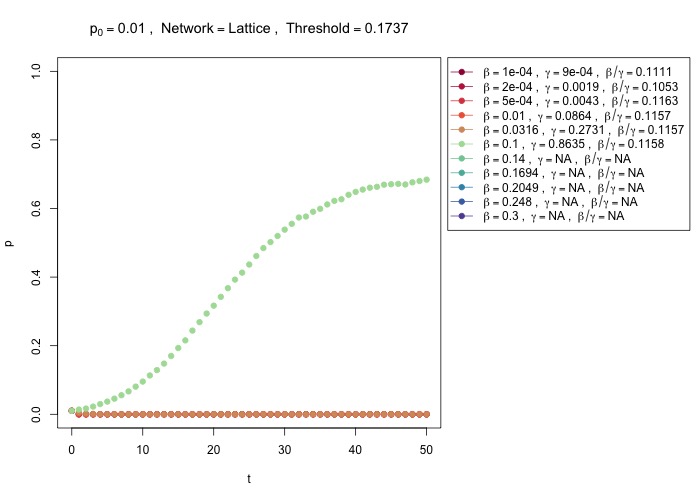 p0 = 0.01 , Network = Lattice , Threshold = 0.1737
β = 1e-04 , γ = 9e-04 , β/γ = 0.1111
β = 2e-04 , γ = 0.0019 , β/γ = 0.1053
β = 5e-04 , γ = 0.0043 , β/γ = 0.1163
β = 0.01 , γ = 0.0864 , β/γ = 0.1157
β = 0.0316 , γ = 0.2731 , β/γ = 0.1157
β = 0.1 , γ = 0.8635 , β/γ = 0.1158
β = 0.14 , γ = NA , β/γ = NA
β = 0.1694 , γ = NA , β/γ = NA
β = 0.2049 , γ = NA , β/γ = NA
β = 0.248 , γ = NA , β/γ = NA
β = 0.3 , γ = NA , β/γ = NA
1.0
0.8
0.6
0.4
0.2
0.0
p
0 10 20 30 40 50
t